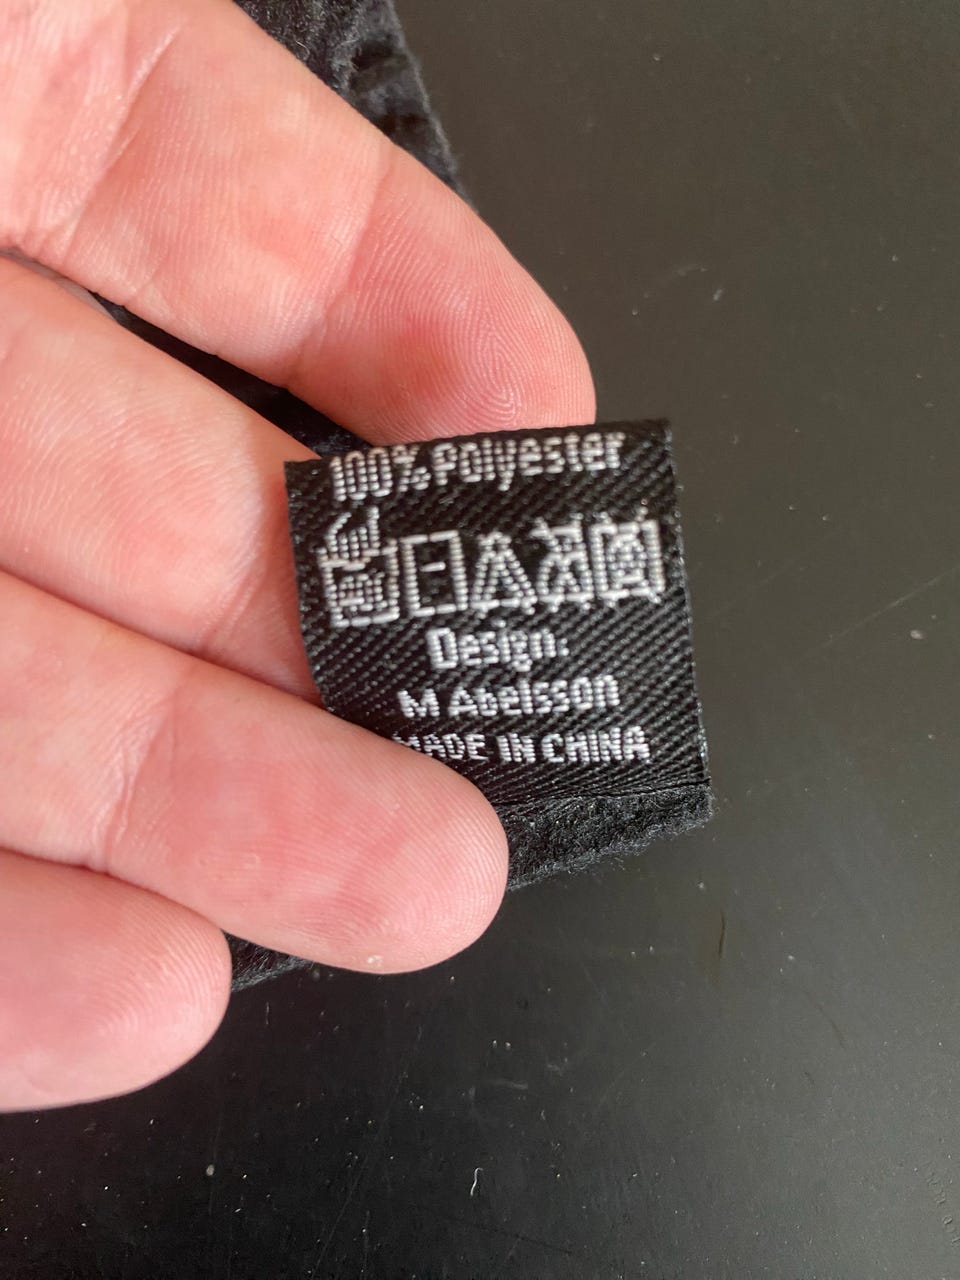 100% Polyester
Design:
M Abelsson
MADE IN CHINA